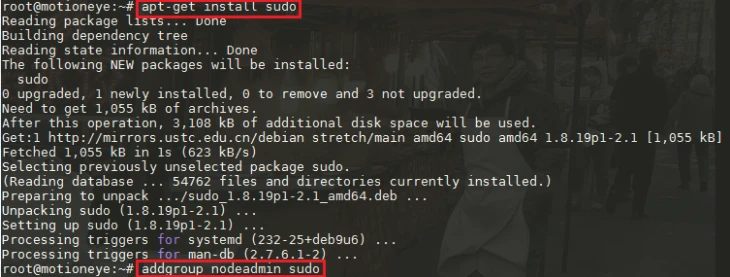 root@motioneye:~# apt-get install sudo
Reading package lists... Done
Building dependency tree
Reading state information... Done
The following NEW packages will be installed:
  sudo
0 upgraded, 1 newly installed, 0 to remove and 3 not upgraded.
Need to get 1,055 kB of archives.
After this operation, 3,108 kB of additional disk space will be used.
Get:1 http://mirrors.ustc.edu.cn/debian stretch/main amd64 sudo amd64 1.8.19p1-2.1 [1,055 kB]
Fetched 1,055 kB in 1s (623 kB/s)
Selecting previously unselected package sudo.
(Reading database ... 54762 files and directories currently installed.)
Preparing to unpack .../sudo_1.8.19p1-2.1_amd64.deb ...
Unpacking sudo (1.8.19p1-2.1) ...
Setting up sudo (1.8.19p1-2.1) ...
Processing triggers for systemd (232-25+deb9u6) ...
Processing triggers for man-db (2.7.6.1-2) ...
root@motioneye:~# addgroup nodeadmin sudo